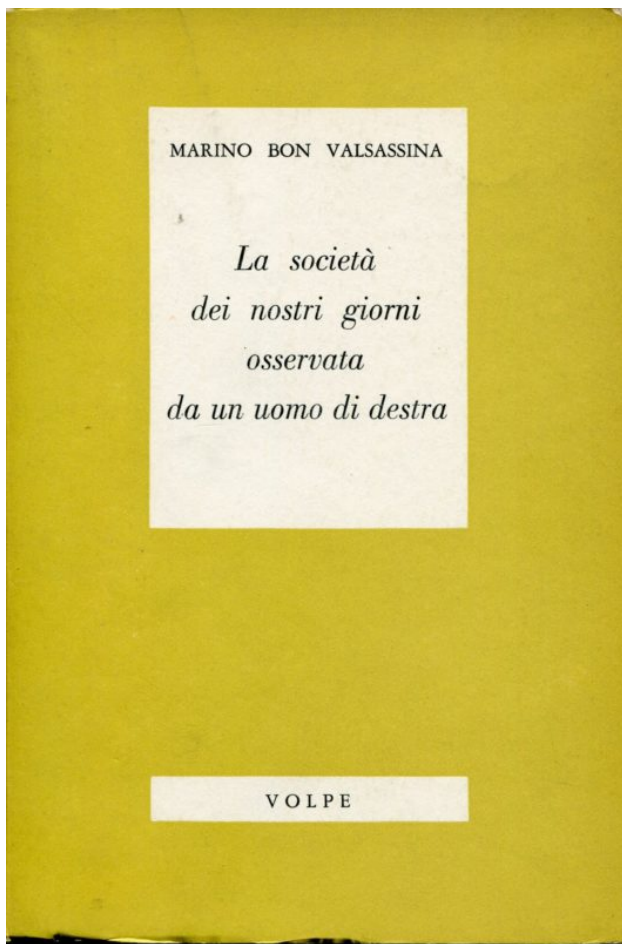 MARINO BON VALSASSINA
La società
dei nostri giorni
osservata
da un uomo di destra
VOLPE